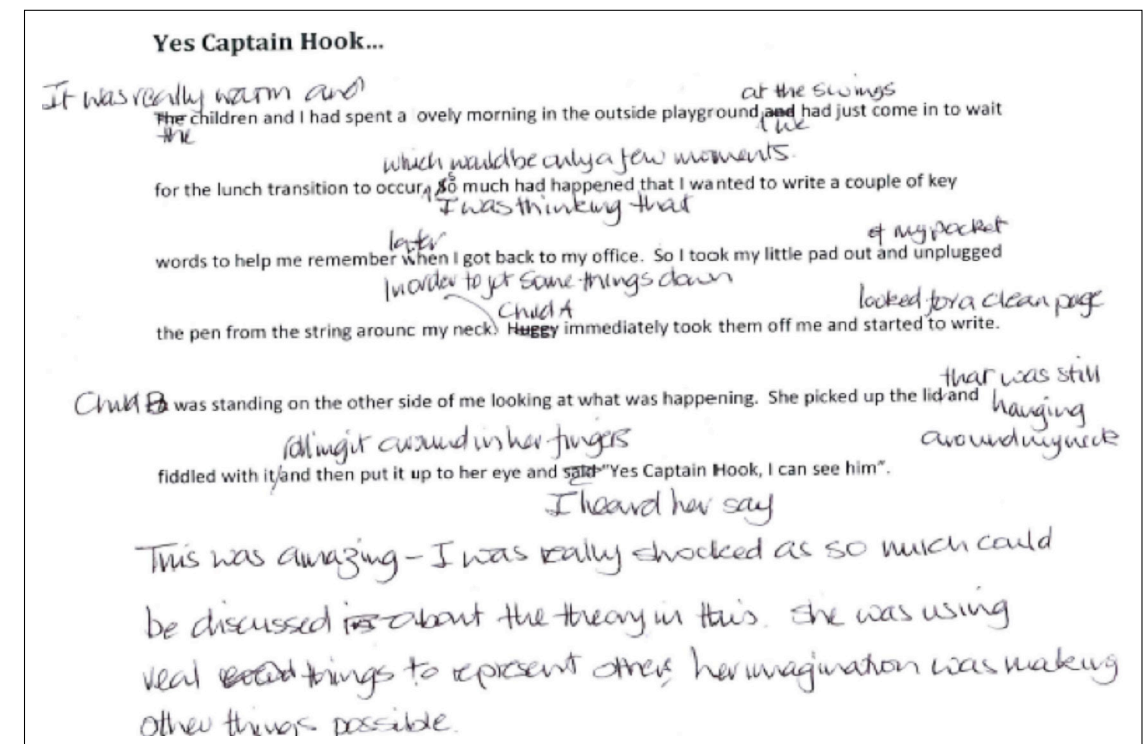 Yes Captain Hook...
It was really warm and
at the swings
The children and I had spent a ovely morning in the outside playground and had just come in to wait
the
I we
which would be only a few moments.
for the lunch transition to occur, So much had happened that I wanted to write a couple of key
s
I was thinking that
later
of my pocket
words to help me remember when I got back to my office. So I took my little pad out and unplugged
In order to jot some things down
looked for a clean page
Child A
the pen from the string arounc my neck. Huggy immediately took them off me and started to write.
that was still
Child B was standing on the other side of me looking at what was happening. She picked up the lid and
hanging
around my neck
rolling it around in her fingers
fiddled with it and then put it up to her eye and said "Yes Captain Hook, I can see him".
I heard her say
This was amazing - I was really shocked as so much could
be discussed is about the theory in this. She was using
real things to represent others, her imagination was making
other things possible.